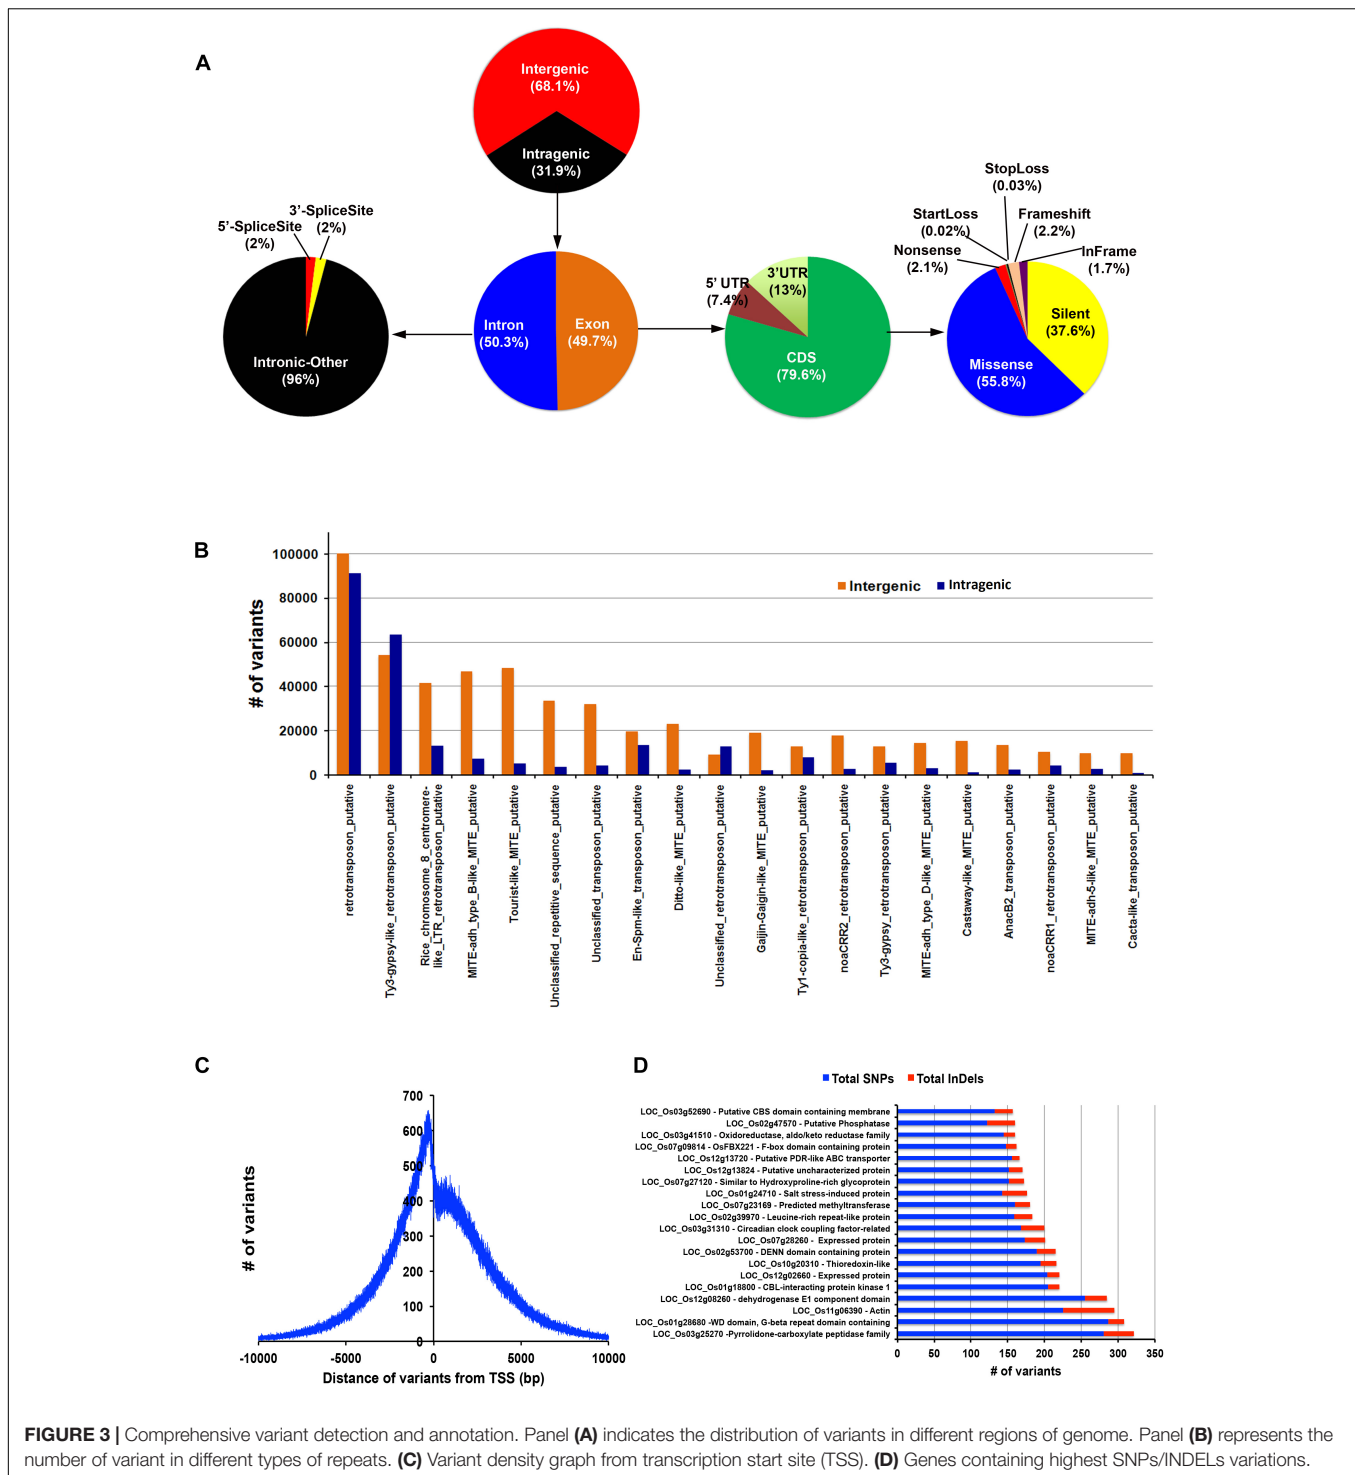 A
Intergenic
(68.1%)
Intragenic
(31.9%)
5'-SpliceSite
(2%)
3'-SpliceSite
(2%)
Intronic-Other
(96%)
Intron
(50.3%)
Exon
(49.7%)
5' UTR
(7.4%)
3'UTR
(13%)
CDS
(79.6%)
StopLoss
(0.03%)
StartLoss
(0.02%)
Frameshift
(2.2%)
Nonsense
(2.1%)
InFrame
(1.7%)
Silent
(37.6%)
Missense
(55.8%)
B
# of variants
100000
80000
60000
40000
20000
0
Intergenic
Intragenic
retrotransposon_putative
Ty3-gypsy-like_retrotransposon_putative
Rice_chromosome_8_centromere-
like_LTR_retrotransposon_putative
MITE-adh_type_B-like_MITE_putative
Tourist-like_MITE_putative
Unclassified_repetitive_sequence_putative
Unclassified_transposon_putative
En-Spm-like_transposon_putative
Ditto-like_MITE_putative
Unclassified_retrotransposon_putative
Gaijin-Gaigin-like_MITE_putative
Ty1-copia-like_retrotransposon_putative
noaCRR2_retrotransposon_putative
Ty3-gypsy_retrotransposon_putative
MITE-adh_type_D-like_MITE_putative
Castaway-like_MITE_putative
AnacB2_transposon_putative
noaCRR1_retrotransposon_putative
MITE-adh-5-like_MITE_putative
Cacta-like_transposon_putative
C
# of variants
700
600
500
400
300
200
100
0
-10000
-5000
0
5000
10000
Distance of variants from TSS (bp)
D
Total SNPs
Total InDels
LOC_Os03g52690 - Putative CBS domain containing membrane
LOC_Os02g47570 - Putative Phosphatase
LOC_Os03g41510 - Oxidoreductase, aldo/keto reductase family
LOC_Os07g09814 - OsFBX221 - F-box domain containing protein
LOC_Os12g13720 - Putative PDR-like ABC transporter
LOC_Os12g13824 - Putative uncharacterized protein
LOC_Os07g27120 - Similar to Hydroxyproline-rich glycoprotein
LOC_Os01g24710 - Salt stress-induced protein
LOC_Os07g23169 - Predicted methyltransferase
LOC_Os02g39970 - Leucine-rich repeat-like protein
LOC_Os03g31310 - Circadian clock coupling factor-related
LOC_Os07g28260 - Expressed protein
LOC_Os02g53700 - DENN domain containing protein
LOC_Os10g20310 - Thioredoxin-like
LOC_Os12g02660 - Expressed protein
LOC_Os01g18800 - CBL-interacting protein kinase 1
LOC_Os12g08260 - dehydrogenase E1 component domain
LOC_Os11g06390 - Actin
LOC_Os01g28680 -WD domain, G-beta repeat domain containing
LOC_Os03g25270 -Pyrrolidone-carboxylate peptidase family
0
50
100
150
200
250
300
350
# of variants
FIGURE 3 | Comprehensive variant detection and annotation. Panel (A) indicates the distribution of variants in different regions of genome. Panel (B) represents the
number of variant in different types of repeats. (C) Variant density graph from transcription start site (TSS). (D) Genes containing highest SNPs/INDELs variations.